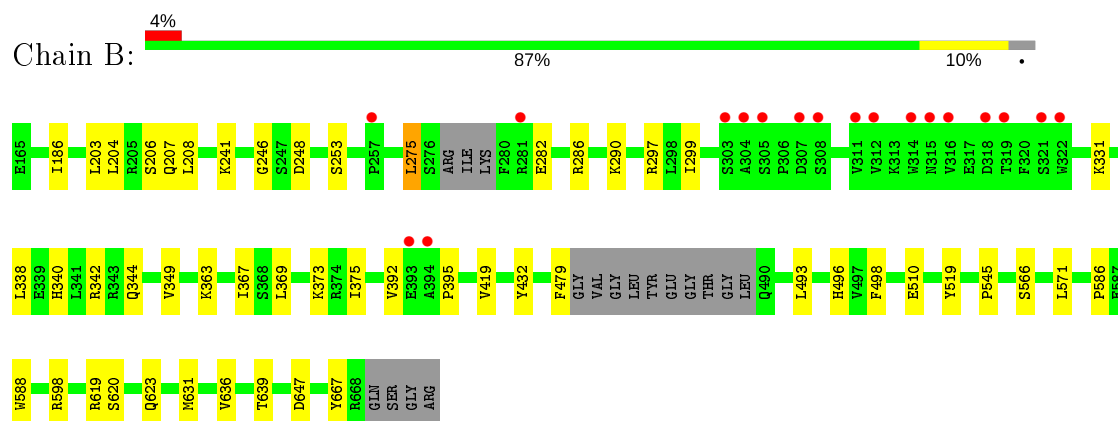 4%
Chain B:
87% 10% •
E165 I186 L203 L204 R205 S206 Q207 L208 K241 G246 S247 D248 S253 P257 L275 S276 ARG ILE LYS F280 R281 E282 R286 K290 R297 L298 I299 S303 A304 S305 P306 D307 S308 V311 V312 K313 W314 N315 V316 E317 D318 T319 F320 S321 W322 K331
L338 E339 H340 L341 R342 R343 Q344 V349 K363 I367 S368 L369 K373 R374 I375 V392 E393 A394 P395 V419 Y432 F479 GLY VAL GLY LEU TYR GLU GLY THR GLY LEU Q490 L493 H496 V497 F498 E510 Y519 P545 S566 L571 P586 E587
W588 R598 R619 S620 Q623 M631 V636 T639 D647 Y667 R668 GLN SER GLY ARG